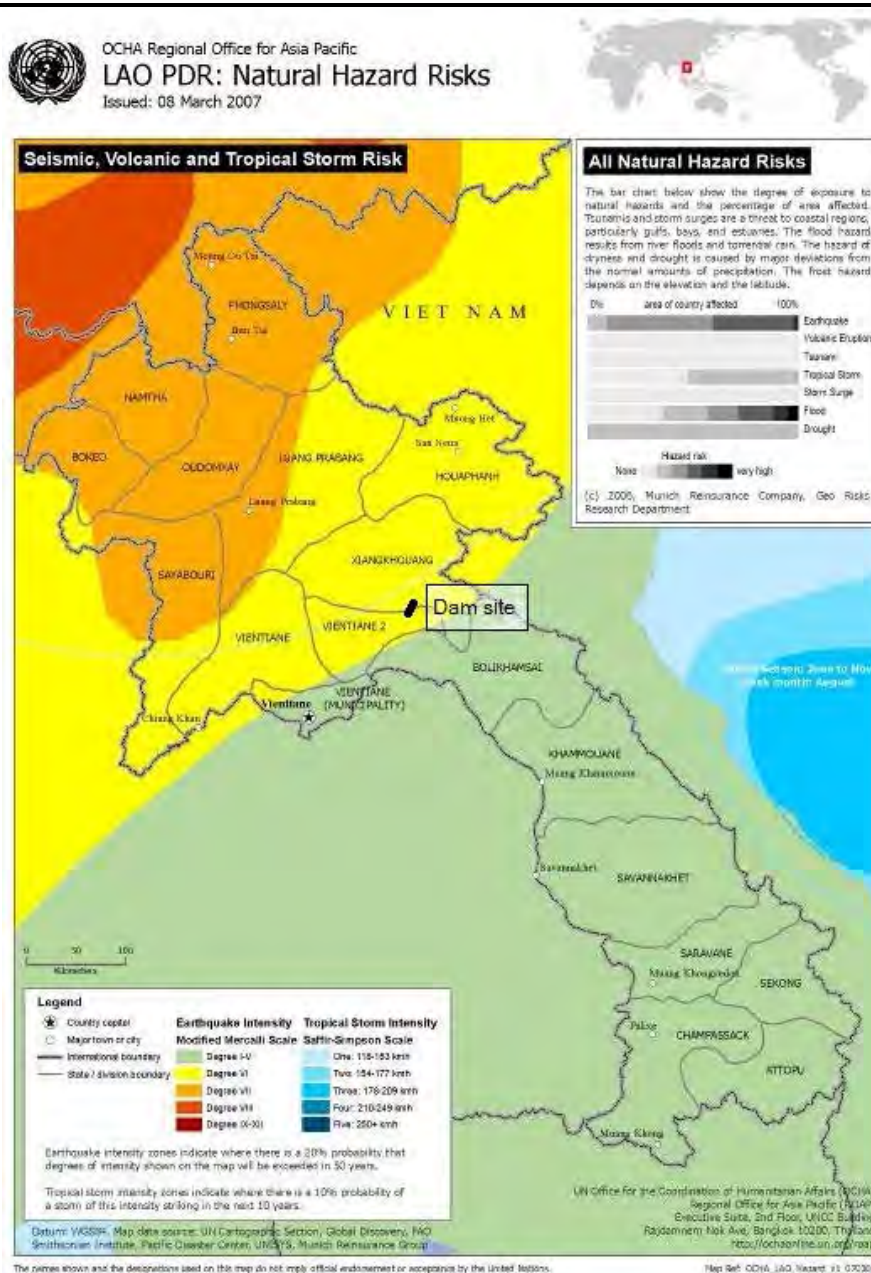 OCHA Regional Office for Asia Pacific
LAO PDR: Natural Hazard Risks
Issued: 08 March 2007
Seismic, Volcanic and Tropical Storm Risk
All Natural Hazard Risks
The bar chart below show the degree of exposure to
natural hazards and the percentage of area affected.
Tsunamis and storm surges are a threat to coastal regions,
particularly gulfs, bays, and estuaries. The flood hazard
results from river floods and torrential rain. The hazard of
dryness and drought is caused by major deviations from
the normal amounts of precipitation. The frost hazard
depends on the elevation and the latitude.
0% area of country affected 100%
Earthquake
Volcanic Eruption
Tsunami
Tropical Storm
Storm Surge
Flood
Drought
Hazard risk
None very high
(c) 2006, Munich Reinsurance Company, Geo Risks
Research Department
VIET NAM
PHONGSALY
NAMTHA
BOKEO
OUDOMXAY
Muong Het
Sam Neua
HOUAPHANH
Luang Prabang
XIANGKHOUANG
SAYABOURI
Dam site
VIENTIANE 2
VIENTIANE
BOLIKHAMSAI
VIENTIANE
(MUNICIPALITY)
Vientiane
Chiang Khan
KHAMMOUANE
Muang Khammouan
Savannakhet
SAVANNAKHET
SARAVANE
Muang Khongxedon
SEKONG
Pakse
CHAMPASSACK
ATTOPU
Muang Khong
0 50 100
Kilometers
Legend
Country capital
Major town or city
International boundary
State / division boundary
Earthquake Intensity
Modified Mercalli Scale
Degree I-V
Degree VI
Degree VII
Degree VIII
Degree IX-XII
Tropical Storm Intensity
Saffir-Simpson Scale
One: 118-153 kmh
Two: 154-177 kmh
Three: 178-209 kmh
Four: 210-249 kmh
Five: 250+ kmh
Earthquake intensity zones indicate where there is a 20% probability that
degrees of intensity shown on the map will be exceeded in 50 years.
Tropical storm intensity zones indicate where there is a 10% probability of
a storm of this intensity striking in the next 10 years.
Datum: WGS84. Map data source: UN Cartographic Section, Global Discovery, FAO
Smithsonian Institute, Pacific Disaster Center, UNISYS, Munich Reinsurance Group
UN Office for the Coordination of Humanitarian Affairs (OCHA
Regional Office for Asia Pacific
Executive Suite, 2nd Floor, UNCC Building
Rajdamnern Nok Ave, Bangkok 10200, Thailand
The names shown and the designations used on this map do not imply official endorsement or acceptance by the United Nations.